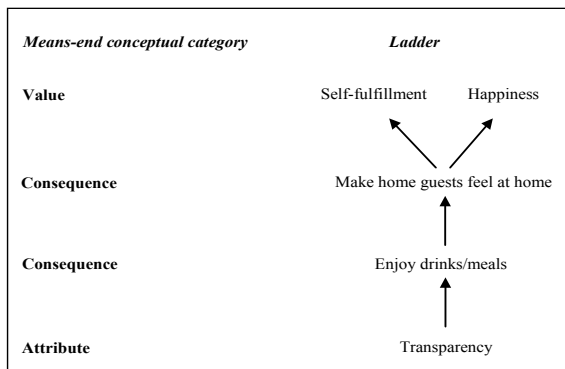 Means-end conceptual category Ladder
Value Self-fulfillment Happiness
Consequence Make home guests feel at home
Consequence Enjoy drinks/meals
Attribute Transparency